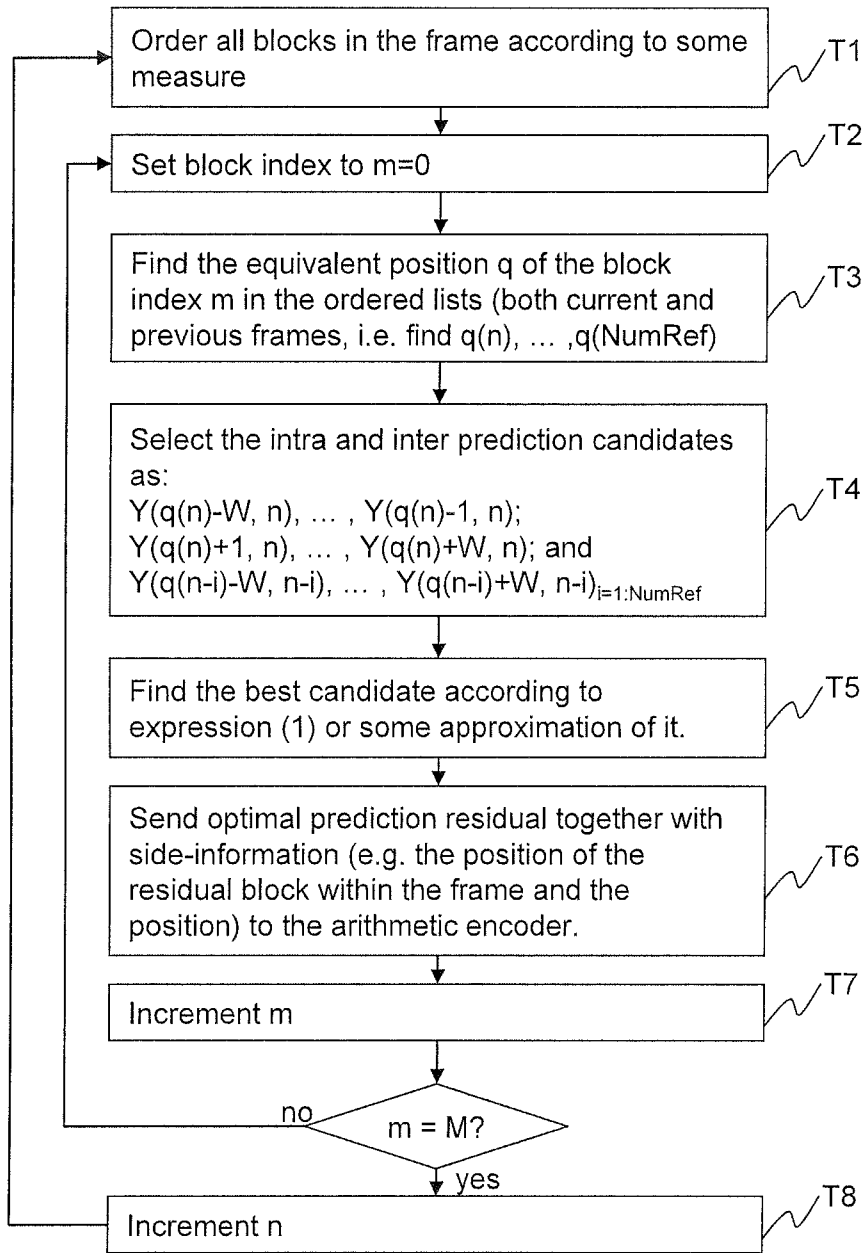 Order all blocks in the frame according to some
measure
T1
Set block index to m=0
T2
Find the equivalent position q of the block
index m in the ordered lists (both current and
previous frames, i.e. find q(n), ... ,q(NumRef)
T3
Select the intra and inter prediction candidates
as:
Y(q(n)-W, n), ... , Y(q(n)-1, n);
Y(q(n)+1, n), ... , Y(q(n)+W, n); and
Y(q(n-i)-W, n-i), ... , Y(q(n-i)+W, n-i)i=1:NumRef
T4
Find the best candidate according to
expression (1) or some approximation of it.
T5
Send optimal prediction residual together with
side-information (e.g. the position of the
residual block within the frame and the
position) to the arithmetic encoder.
T6
Increment m
T7
no
m = M?
yes
Increment n
T8